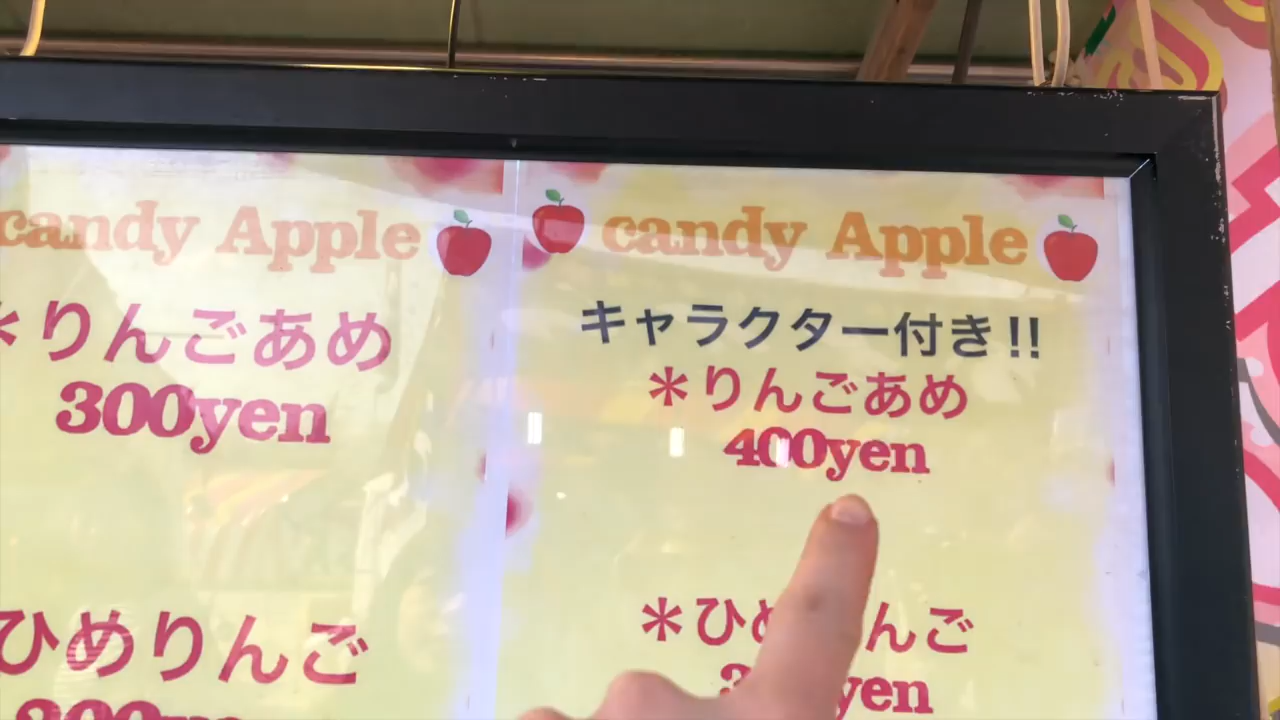 candy Apple
*りんごあめ
300yen
ひめりんご
candy Apple
キャラクター付き!!
*りんごあめ
400yen
*ひめ んご
yen